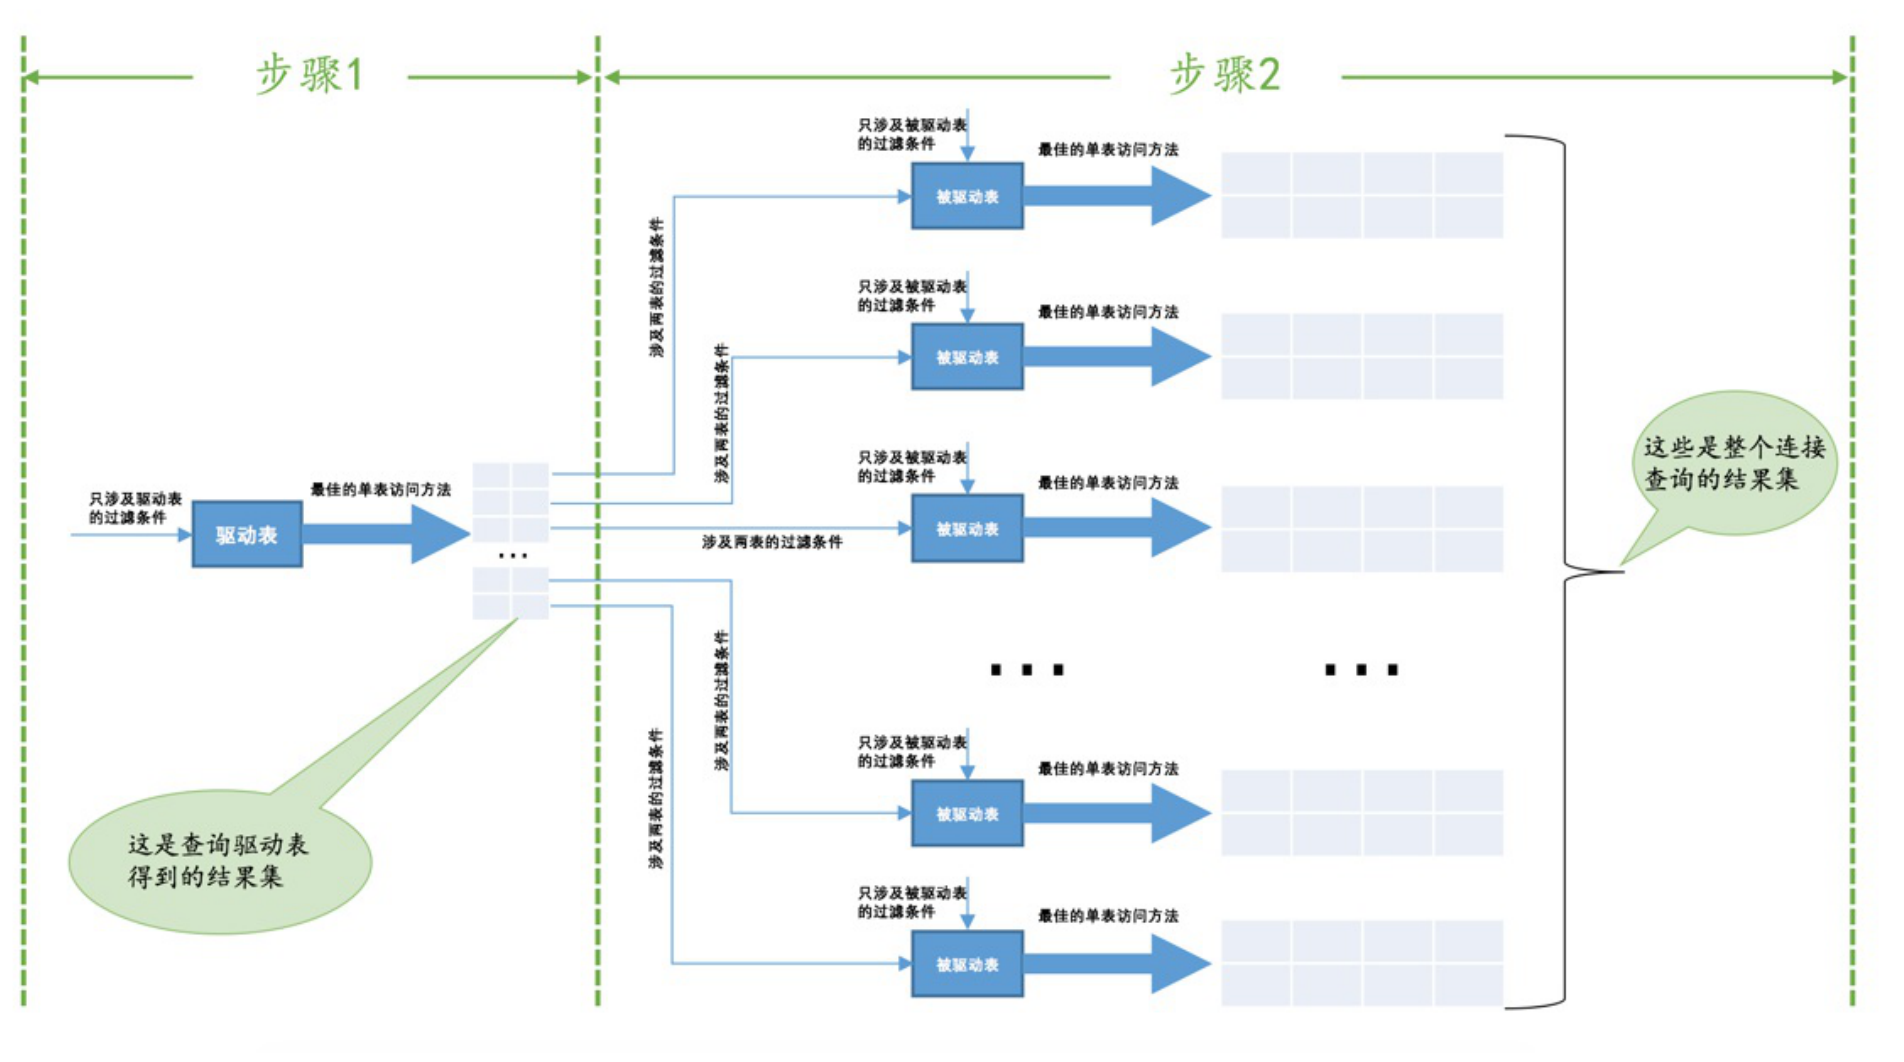 步骤1
步骤2
只涉及驱动表
的过滤条件
驱动表
最佳的单表访问方法
...
这是查询驱动表
得到的结果集
涉及两表的过滤条件
只涉及被驱动表
的过滤条件
被驱动表
最佳的单表访问方法
涉及两表的过滤条件
只涉及被驱动表
的过滤条件
被驱动表
最佳的单表访问方法
涉及两表的过滤条件
只涉及被驱动表
的过滤条件
被驱动表
最佳的单表访问方法
...
...
涉及两表的过滤条件
只涉及被驱动表
的过滤条件
被驱动表
最佳的单表访问方法
涉及两表的过滤条件
只涉及被驱动表
的过滤条件
被驱动表
最佳的单表访问方法
这些是整个连接
查询的结果集